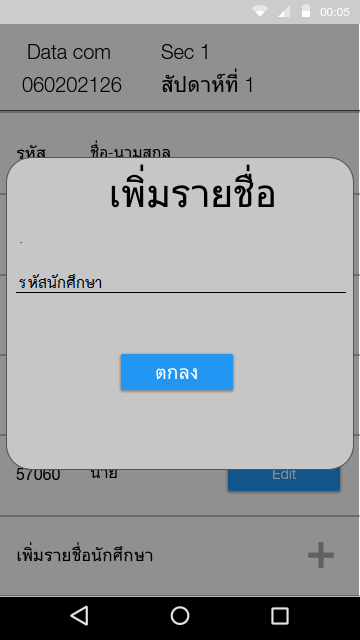 00:05
Data com Sec 1
060202126 สัปดาห์ที่ 1
รหัส ชื่อ-นามสกุล
เพิ่มรายชื่อ
รหัสนักศึกษา
ตกลง
57060 นาย Edit
เพิ่มรายชื่อนักศึกษา